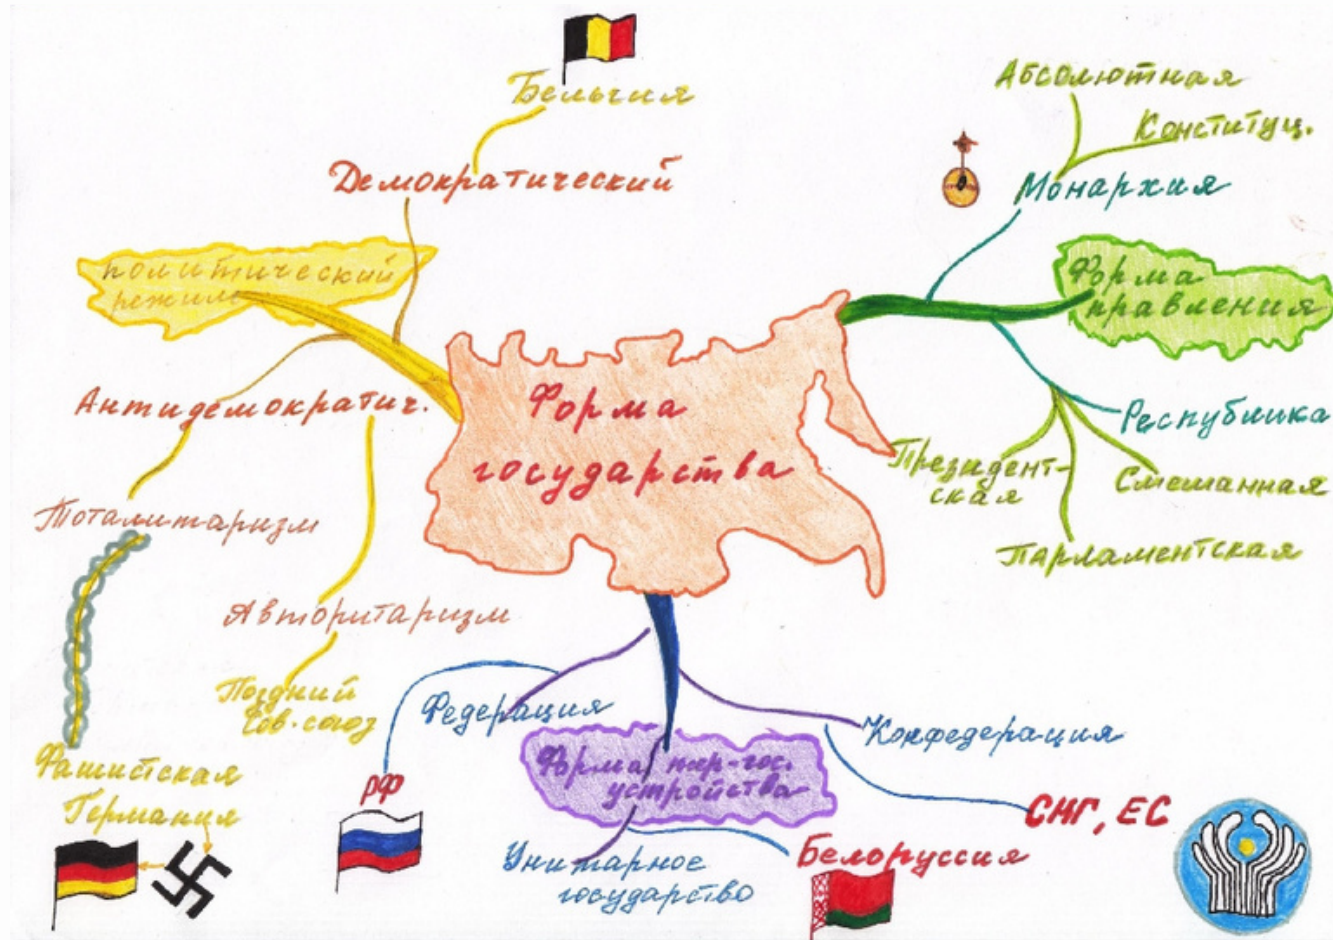 Бельгия
Демократический
политический
режим
Антидемократич.
Тоталитаризм
Авторитаризм
Поздний
Сов. союз
Фашистская
Германия
Форма
государства
Абсолютная
Конституц.
Монархия
Форма
правления
Республика
Президент-
ская
Смешанная
Парламентская
Федерация
РФ
Форма тер-гос.
устройства
Унитарное
государство
Белоруссия
Конфедерация
СНГ, ЕС